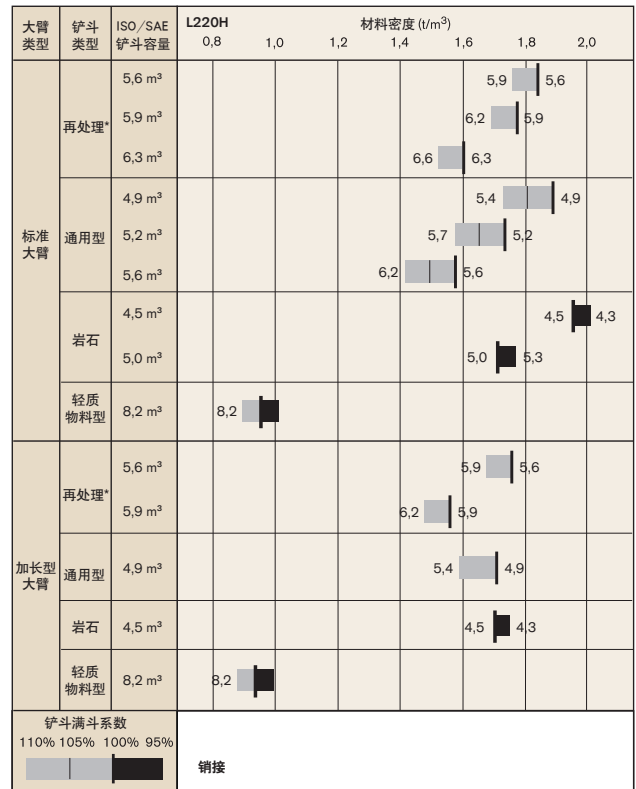 大臂 铲斗 ISO/SAE L220H 材料密度 (t/m³)
类型 类型 铲斗容量 0,8 1,0 1,2 1,4 1,6 1,8 2,0
标准
大臂
再处理*
5,6 m³ 5,9 5,6
5,9 m³ 6,2 5,9
6,3 m³ 6,6 6,3
通用型
4,9 m³ 5,4 4,9
5,2 m³ 5,7 5,2
5,6 m³ 6,2 5,6
岩石
4,5 m³ 4,5 4,3
5,0 m³ 5,0 5,3
轻质
物料型
8,2 m³ 8,2
加长型
大臂
再处理*
5,6 m³ 5,9 5,6
5,9 m³ 6,2 5,9
通用型 4,9 m³ 5,4 4,9
岩石 4,5 m³ 4,5 4,3
轻质
物料型
8,2 m³ 8,2
铲斗满斗系数
110% 105% 100% 95%
销接